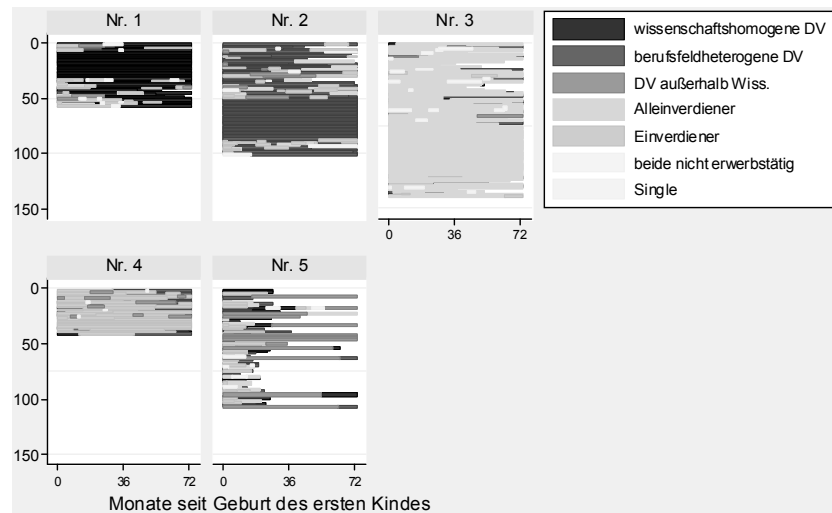 Nr. 1
Nr. 2
Nr. 3
0
50
100
150
0
36
72
wissenschaftshomogene DV
berufsfeldheterogene DV
DV außerhalb Wiss.
Alleinverdiener
Einverdiener
beide nicht erwerbstätig
Single
Nr. 4
Nr. 5
0
50
100
150
0
36
72
0
36
72
Monate seit Geburt des ersten Kindes